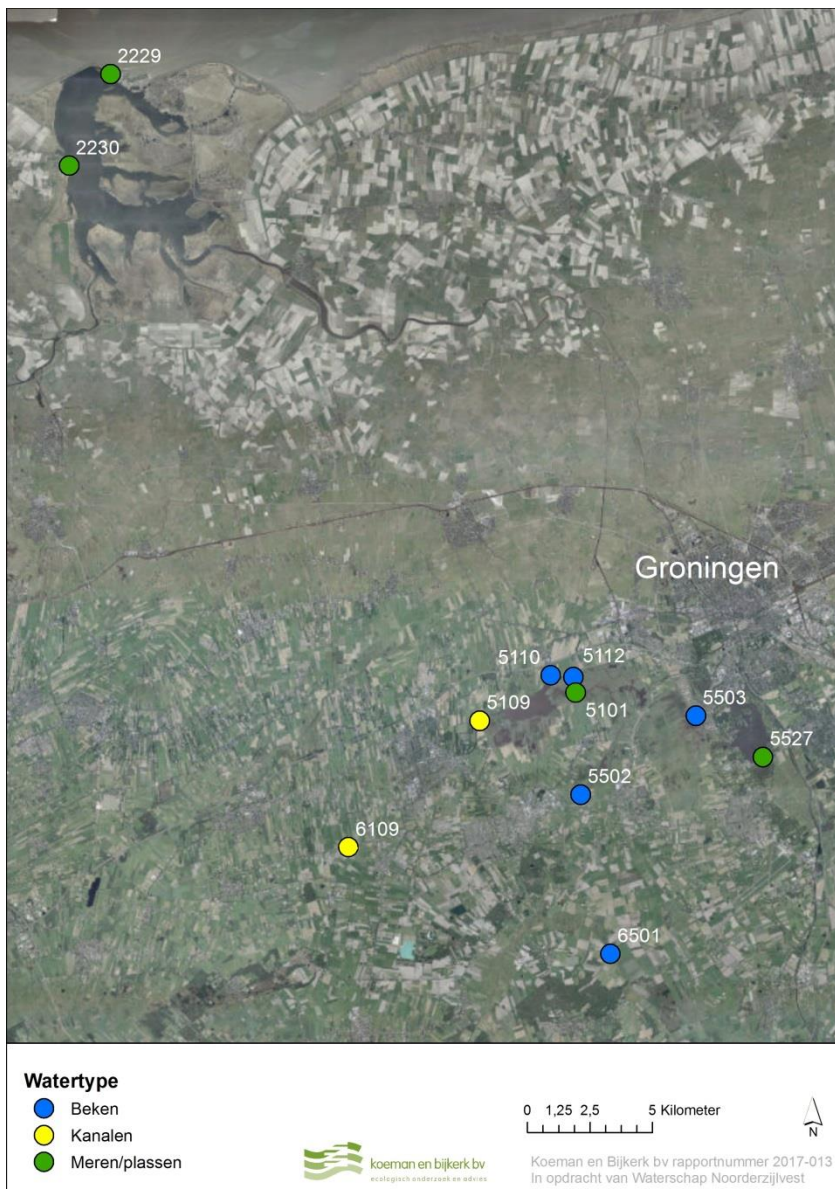 2229
2230
Groningen
5110
5112
5109
5101
5503
5527
5502
6109
6501
Watertype
Beken
Kanalen
Meren/plassen
koeman en bijkerk bv
ecologisch onderzoek en advies
0 1,25 2,5 5 Kilometer
N
Koeman en Bijkerk bv rapportnummer 2017-013
In opdracht van Waterschap Noorderzijlvest